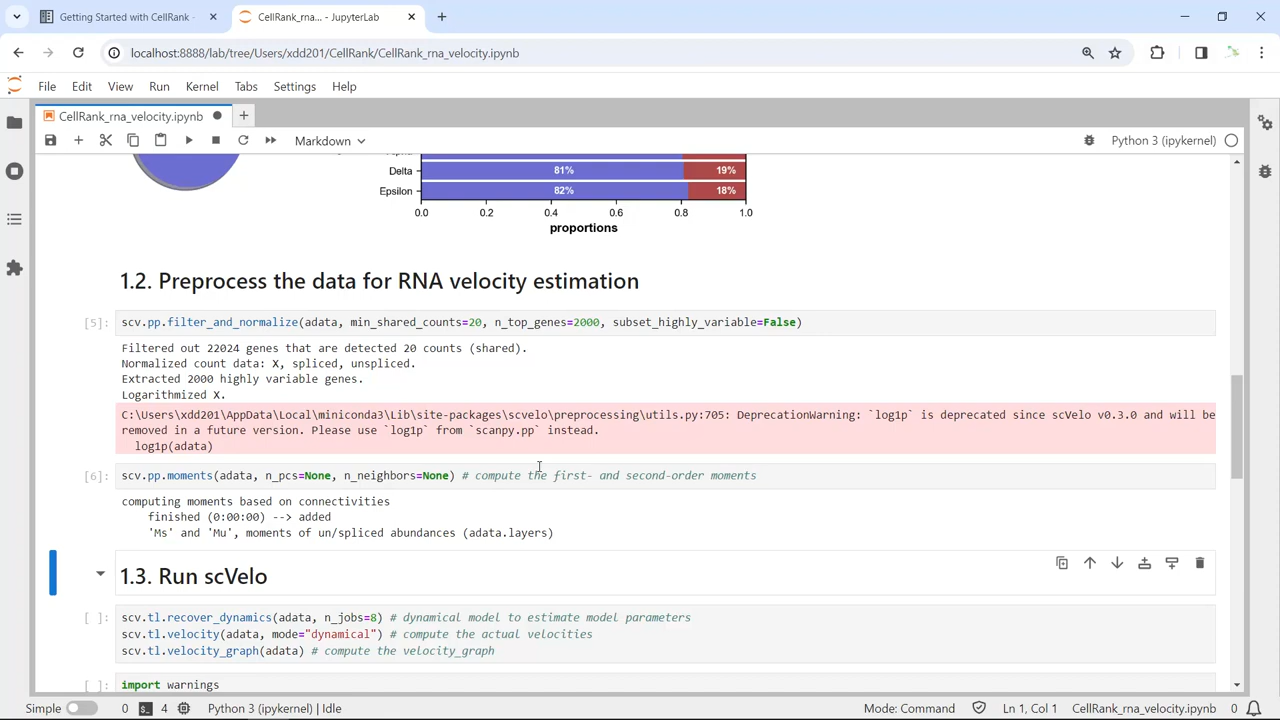 Getting Started with CellRank -
CellRank_rna... - JupyterLab
localhost:8888/lab/tree/Users/xdd201/CellRank/CellRank_rna_velocity.ipynb
File Edit View Run Kernel Tabs Settings Help
CellRank_rna_velocity.ipynb
Markdown
Python 3 (ipykernel)
Delta 81% 19%
Epsilon 82% 18%
0.0 0.2 0.4 0.6 0.8 1.0
proportions
1.2. Preprocess the data for RNA velocity estimation
[5]: scv.pp.filter_and_normalize(adata, min_shared_counts=20, n_top_genes=2000, subset_highly_variable=False)
Filtered out 22024 genes that are detected 20 counts (shared).
Normalized count data: X, spliced, unspliced.
Extracted 2000 highly variable genes.
Logarithmized X.
C:\Users\xdd201\AppData\Local\miniconda3\Lib\site-packages\scvelo\preprocessing\utils.py:705: DeprecationWarning: `log1p` is deprecated since scVelo v0.3.0 and will be
removed in a future version. Please use `log1p` from `scanpy.pp` instead.
log1p(adata)
[6]: scv.pp.moments(adata, n_pcs=None, n_neighbors=None) # compute the first- and second-order moments
computing moments based on connectivities
finished (0:00:00) --> added
'Ms' and 'Mu', moments of un/spliced abundances (adata.layers)
1.3. Run scVelo
[ ]: scv.tl.recover_dynamics(adata, n_jobs=8) # dynamical model to estimate model parameters
scv.tl.velocity(adata, mode="dynamical") # compute the actual velocities
scv.tl.velocity_graph(adata) # compute the velocity_graph
[ ]: import warnings
Simple 0 4 Python 3 (ipykernel) | Idle Mode: Command Ln 1, Col 1 CellRank_rna_velocity.ipynb 0